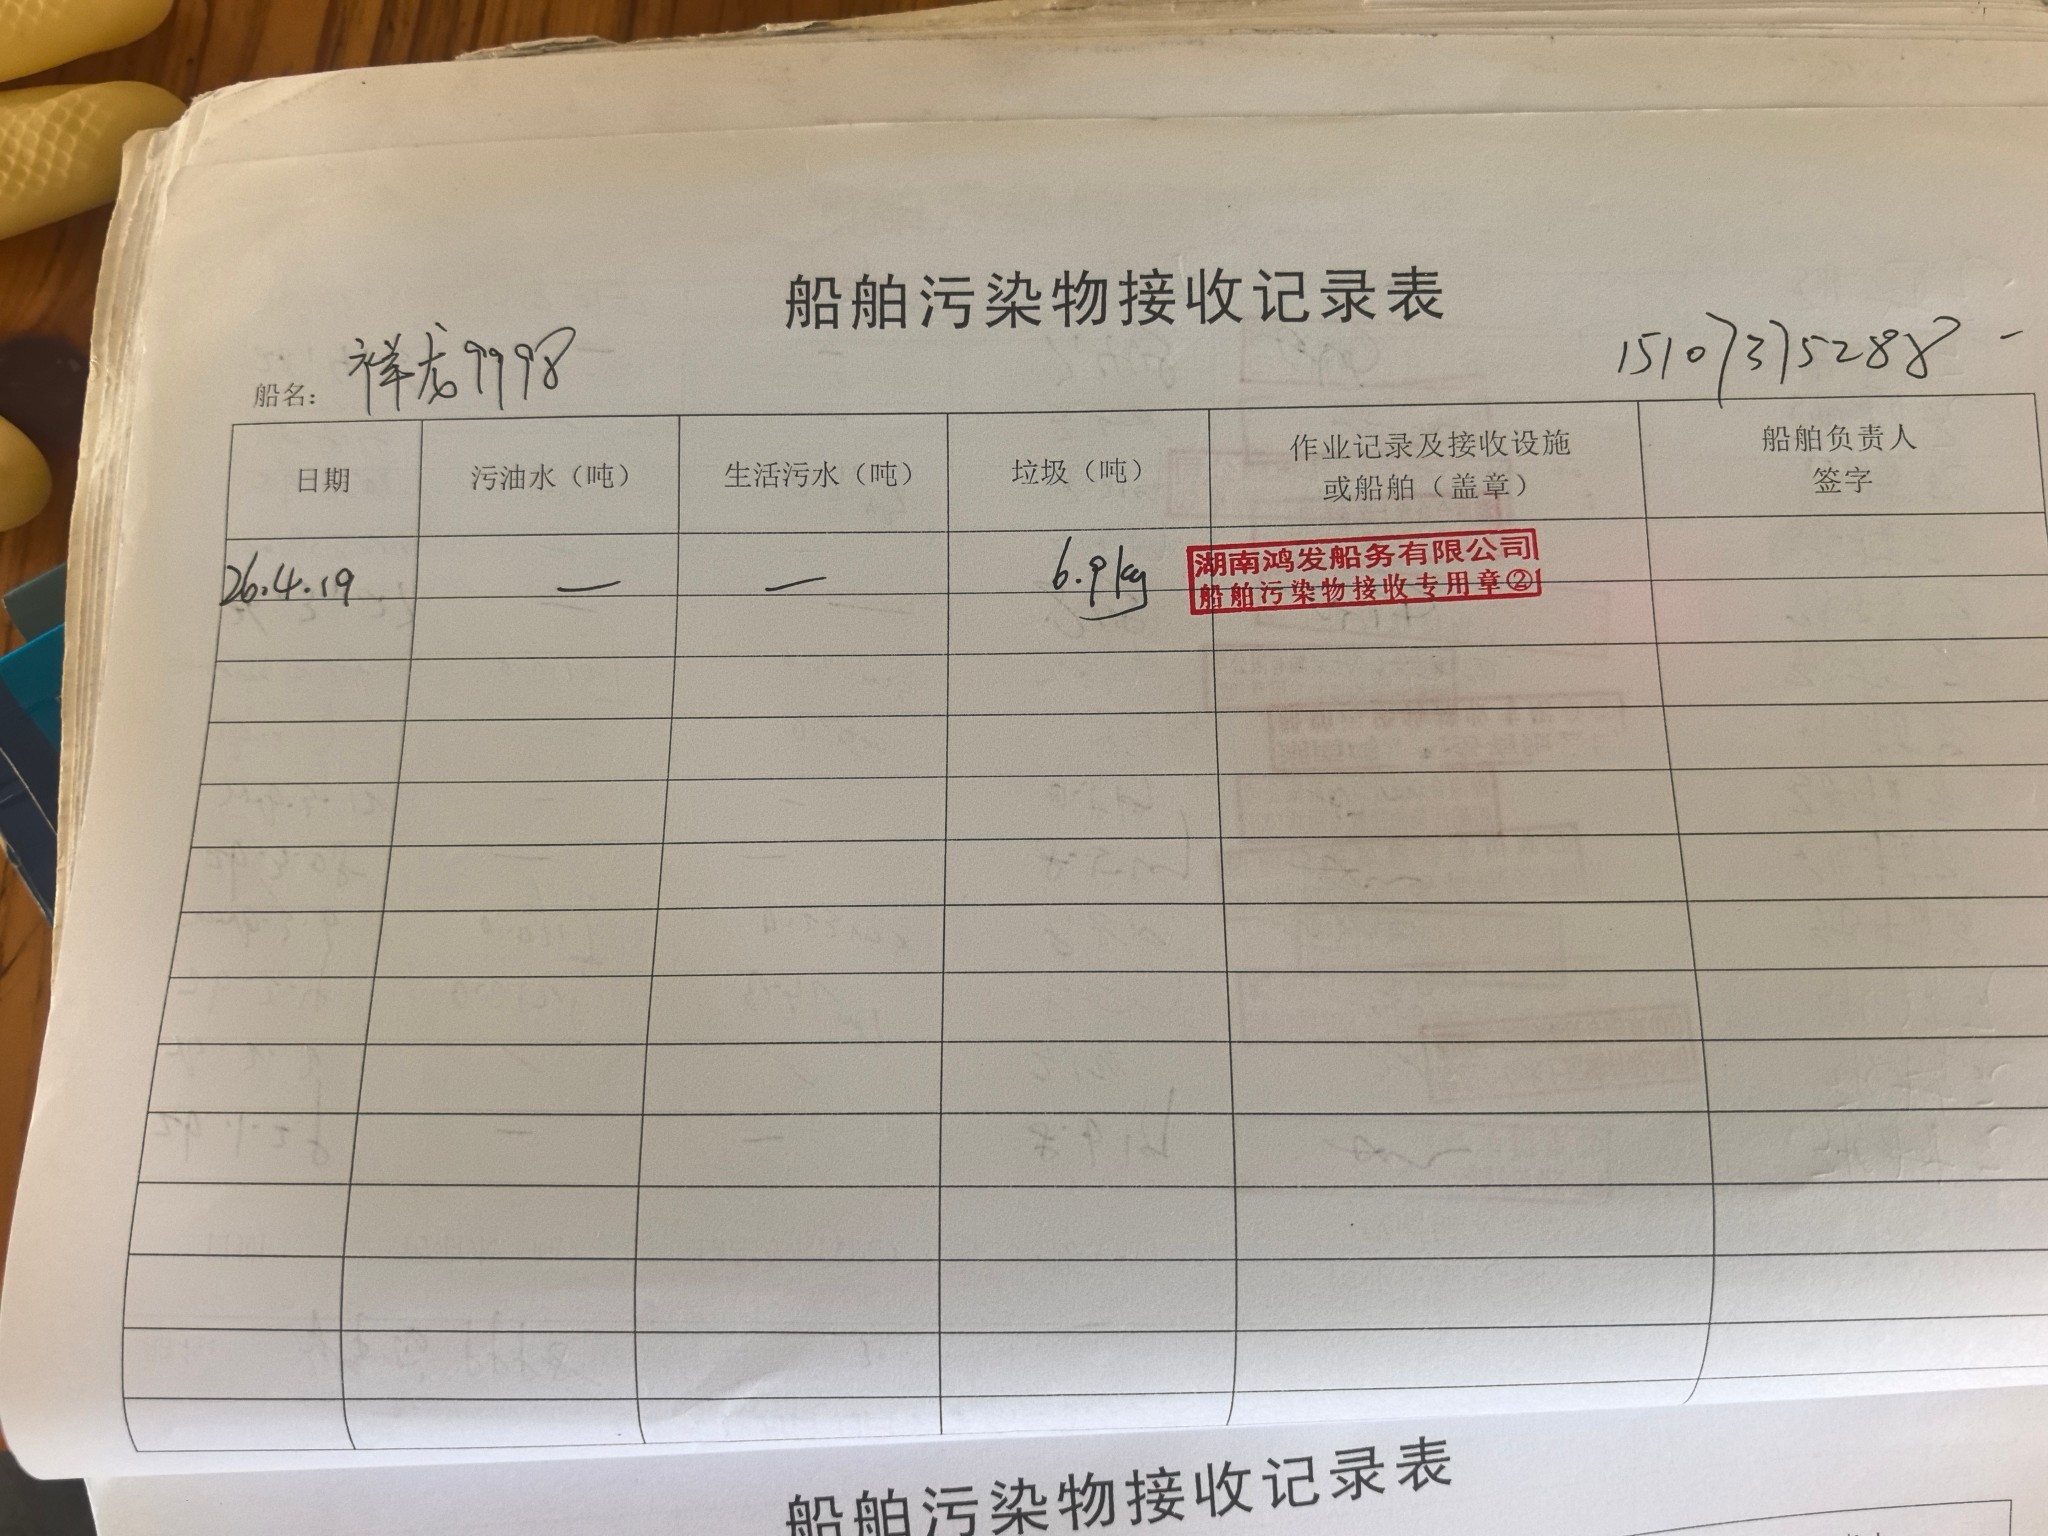 船舶污染物接收记录表
船名：祥龙9998
15107375288
日期 污油水（吨） 生活污水（吨） 垃圾（吨） 作业记录及接收设施或船舶（盖章） 船舶负责人签字
26.4.19 — — 6.9kg
湖南鸿发船务有限公司
船舶污染物接收专用章②
船舶污染物接收记录表